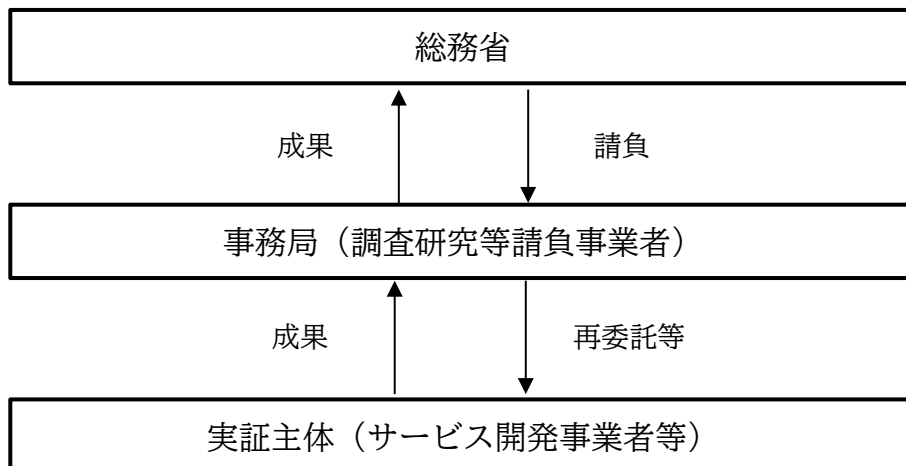 総務省
成果
請負
事務局（調査研究等請負事業者）
成果
再委託等
実証主体（サービス開発事業者等）